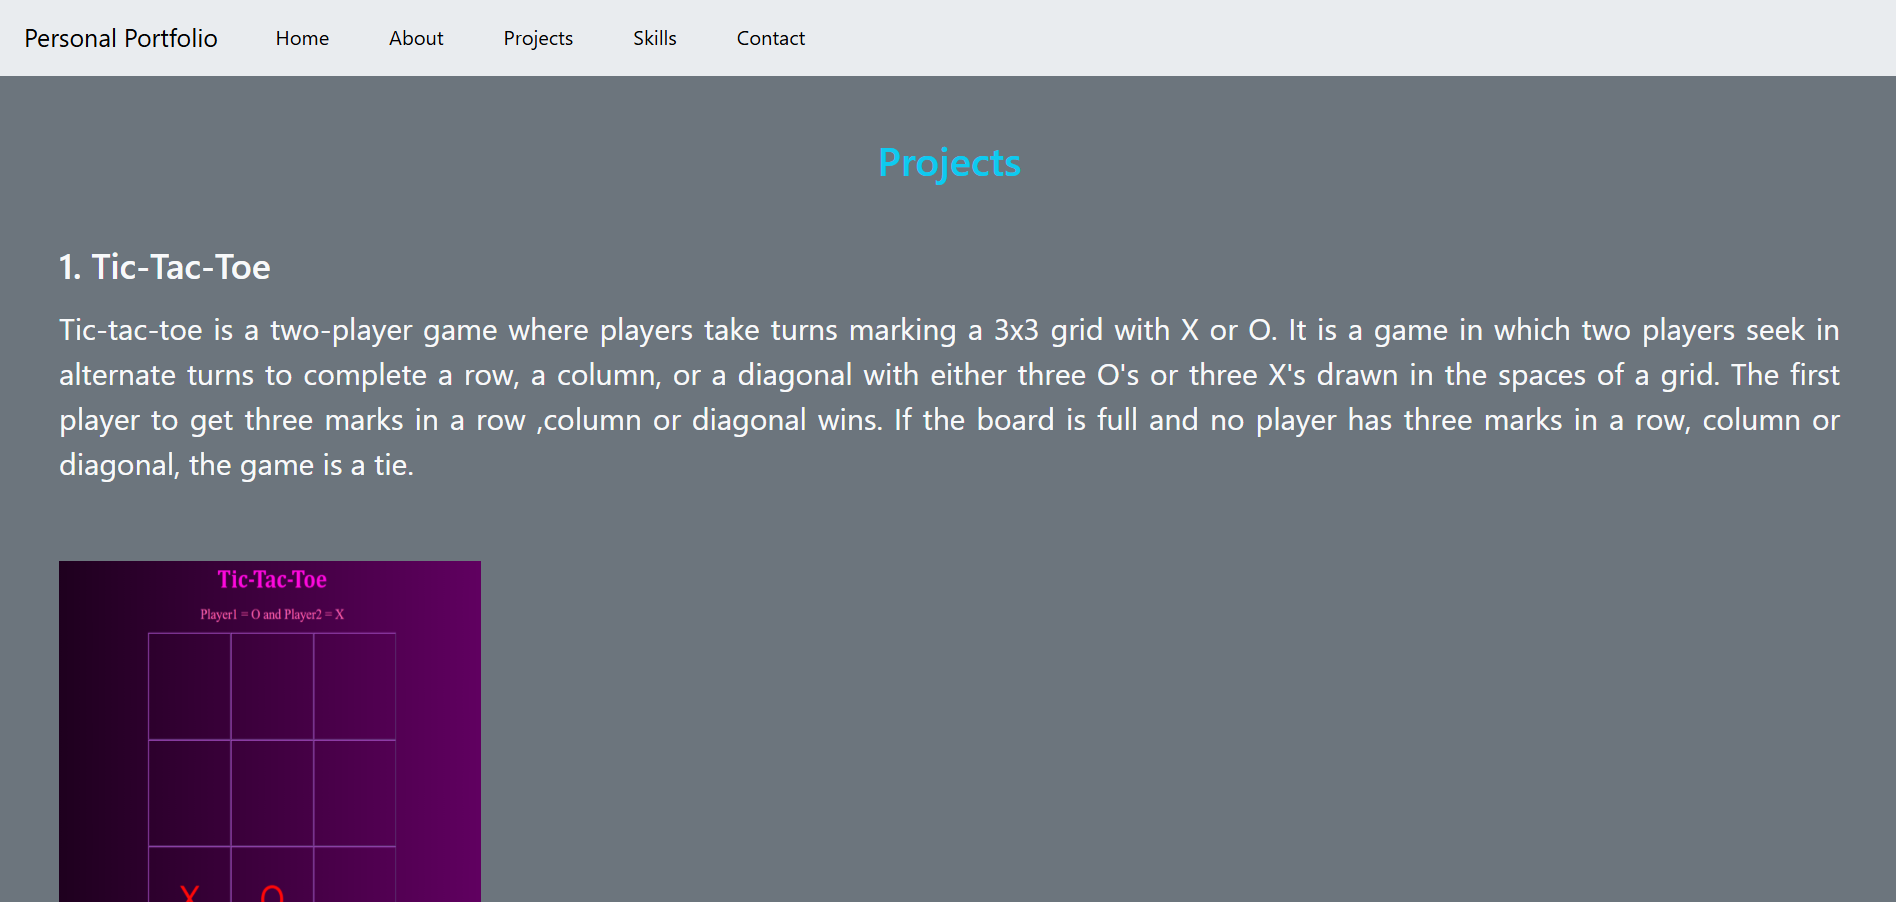 Personal Portfolio Home About Projects Skills Contact
Projects
1. Tic-Tac-Toe
Tic-tac-toe is a two-player game where players take turns marking a 3x3 grid with X or O. It is a game in which two players seek in
alternate turns to complete a row, a column, or a diagonal with either three O's or three X's drawn in the spaces of a grid. The first
player to get three marks in a row ,column or diagonal wins. If the board is full and no player has three marks in a row, column or
diagonal, the game is a tie.
Tic-Tac-Toe
Player1 = O and Player2 = X
X O